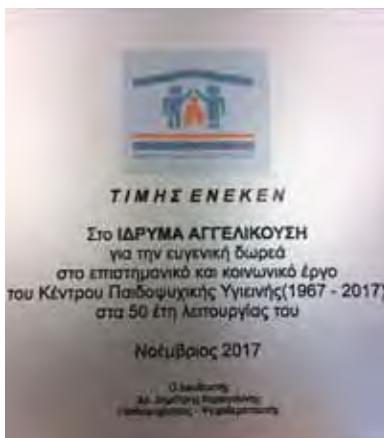 ΤΙΜΗΣ ΕΝΕΚΕΝ
Στο ΙΔΡΥΜΑ ΑΓΓΕΛΙΚΟΥΣΗ
για την ευγενική δωρεά
στο επιστημονικό και κοινωνικό έργο
του Κέντρου Παιδοψυχικής Υγιεινής(1967 - 2017)
στα 50 έτη λειτουργίας του
Νοέμβριος 2017